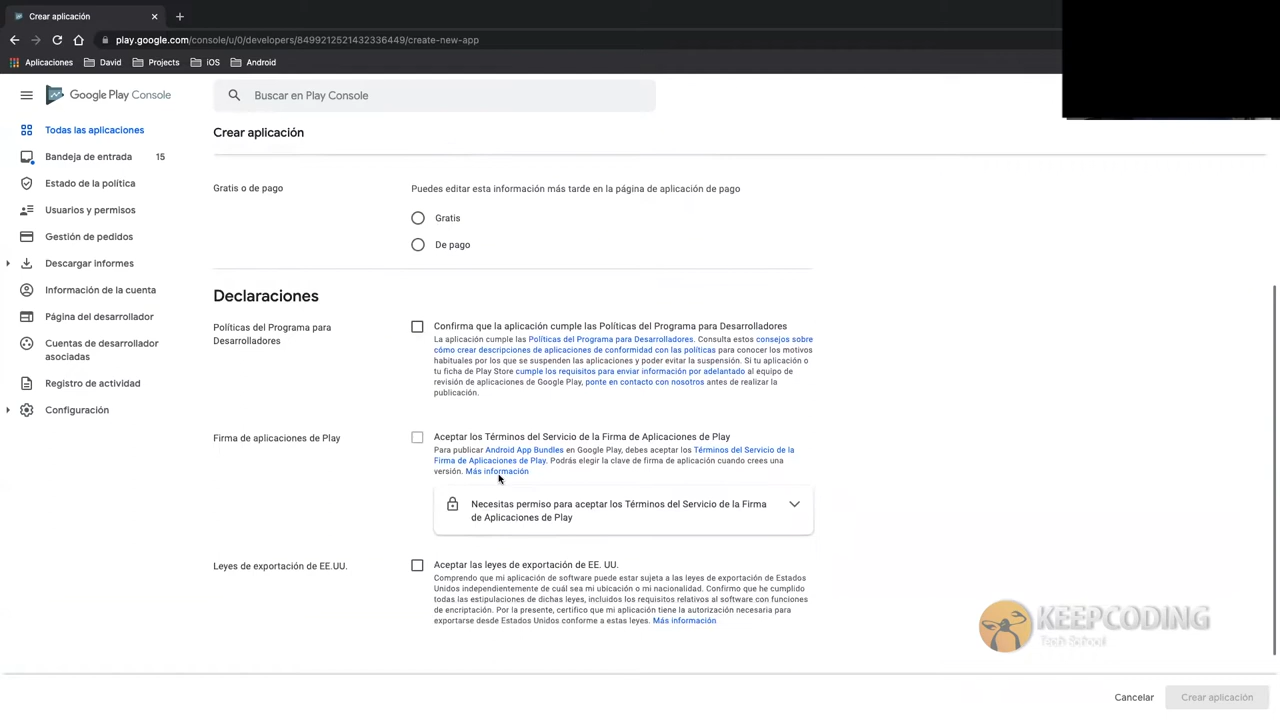 Crear aplicación
play.google.com/console/u/0/developers/8499212521432336449/create-new-app
Aplicaciones
David
Projects
iOS
Android
Google Play Console
Buscar en Play Console
Todas las aplicaciones
Bandeja de entrada 15
Estado de la política
Usuarios y permisos
Gestión de pedidos
Descargar informes
Información de la cuenta
Página del desarrollador
Cuentas de desarrollador
asociadas
Registro de actividad
Configuración
Crear aplicación
Gratis o de pago
Puedes editar esta información más tarde en la página de aplicación de pago
Gratis
De pago
Declaraciones
Políticas del Programa para
Desarrolladores
Confirma que la aplicación cumple las Políticas del Programa para Desarrolladores
La aplicación cumple las Políticas del Programa para Desarrolladores. Consulta estos consejos sobre
cómo crear descripciones de aplicaciones de conformidad con las políticas para conocer los motivos
habituales por los que se suspenden las aplicaciones y poder evitar la suspensión. Si tu aplicación o
tu ficha de Play Store cumple los requisitos para enviar información por adelantado al equipo de
revisión de aplicaciones de Google Play, ponte en contacto con nosotros antes de realizar la
publicación.
Firma de aplicaciones de Play
Aceptar los Términos del Servicio de la Firma de Aplicaciones de Play
Para publicar Android App Bundles en Google Play, debes aceptar los Términos del Servicio de la
Firma de Aplicaciones de Play. Podrás elegir la clave de firma de aplicación cuando crees una
versión. Más información
Necesitas permiso para aceptar los Términos del Servicio de la Firma
de Aplicaciones de Play
Leyes de exportación de EE.UU.
Aceptar las leyes de exportación de EE. UU.
Comprendo que mi aplicación de software puede estar sujeta a las leyes de exportación de Estados
Unidos independientemente de cuál sea mi ubicación o mi nacionalidad. Confirmo que he cumplido
todas las estipulaciones de dichas leyes, incluidos los requisitos relativos al software con funciones
de encriptación. Por la presente, certifico que mi aplicación tiene la autorización necesaria para
exportarse desde Estados Unidos conforme a estas leyes. Más información
KEEPCODING
Tech School
Cancelar
Crear aplicación